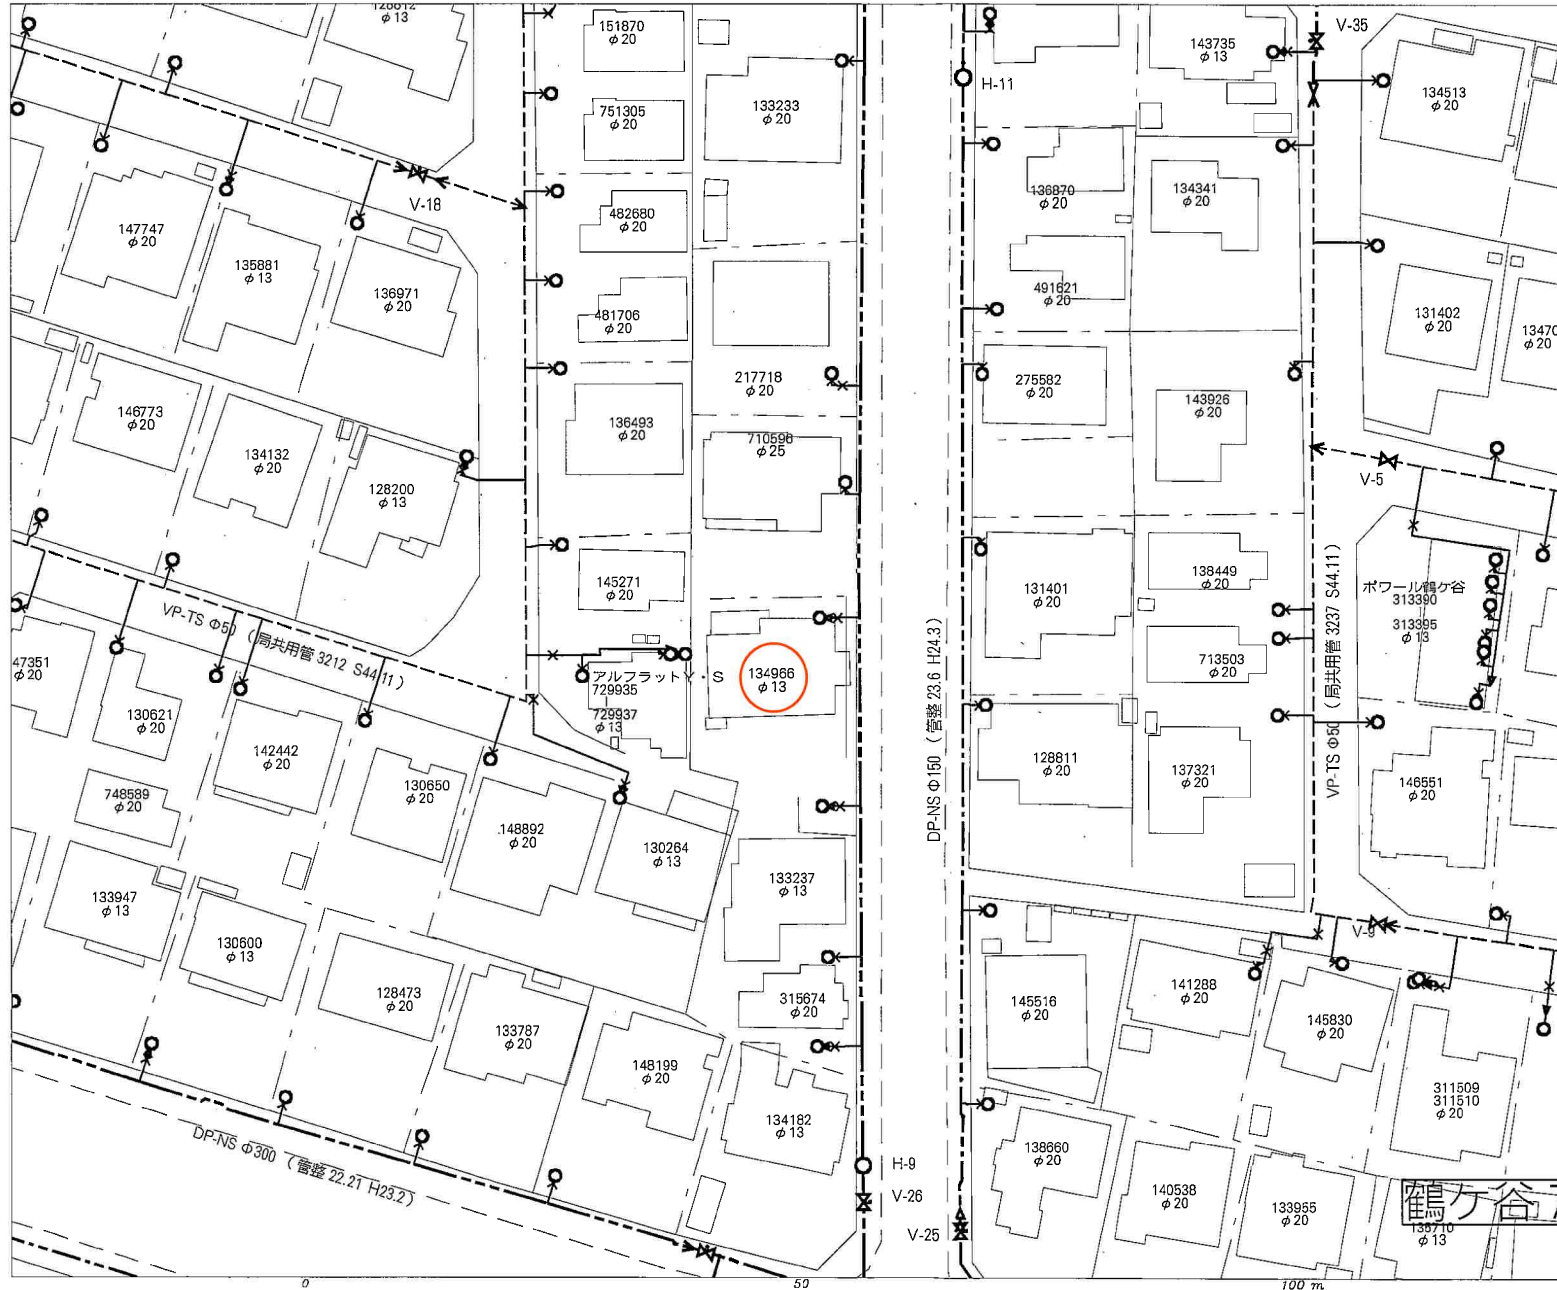 φ13
151870
φ20
143735
φ13
V-35
H-11
134513
φ20
751305
φ20
133233
φ20
136870
φ20
134341
φ20
V-18
147747
φ20
482680
φ20
135881
φ13
136971
φ20
491621
φ20
481706
φ20
131402
φ20
13470
φ20
217718
φ20
275582
φ20
143926
φ20
146773
φ20
136493
φ20
710596
φ25
134132
φ20
128200
φ13
V-5
145271
φ20
131401
φ20
138449
φ20
ボワール鶴ケ谷
313390
313395
φ13
VP-TS Φ50 (局共用管 3212 S44.11)
DP-NS Φ150 (管整 23.6 H24.3)
VP-TS Φ50 (局共用管 3237 S44.11)
47351
φ20
アルフラットY・S
729935
|
729937
φ13
134966
φ13
713503
φ20
130621
φ20
142442
φ20
130650
φ20
128811
φ20
137321
φ20
146551
φ20
748589
φ20
148892
φ20
130264
φ13
133237
φ13
133947
φ13
130600
φ13
V-9
128473
φ20
133787
φ20
315674
φ20
145516
φ20
141288
φ20
145830
φ20
148199
φ20
134182
φ13
311509
311510
φ20
DP-NS Φ300 (管整 22.21 H23.2)
138660
φ20
H-9
V-26
V-25
140538
φ20
133955
φ20
鶴ケ谷
135710
φ13
0
50
100 m